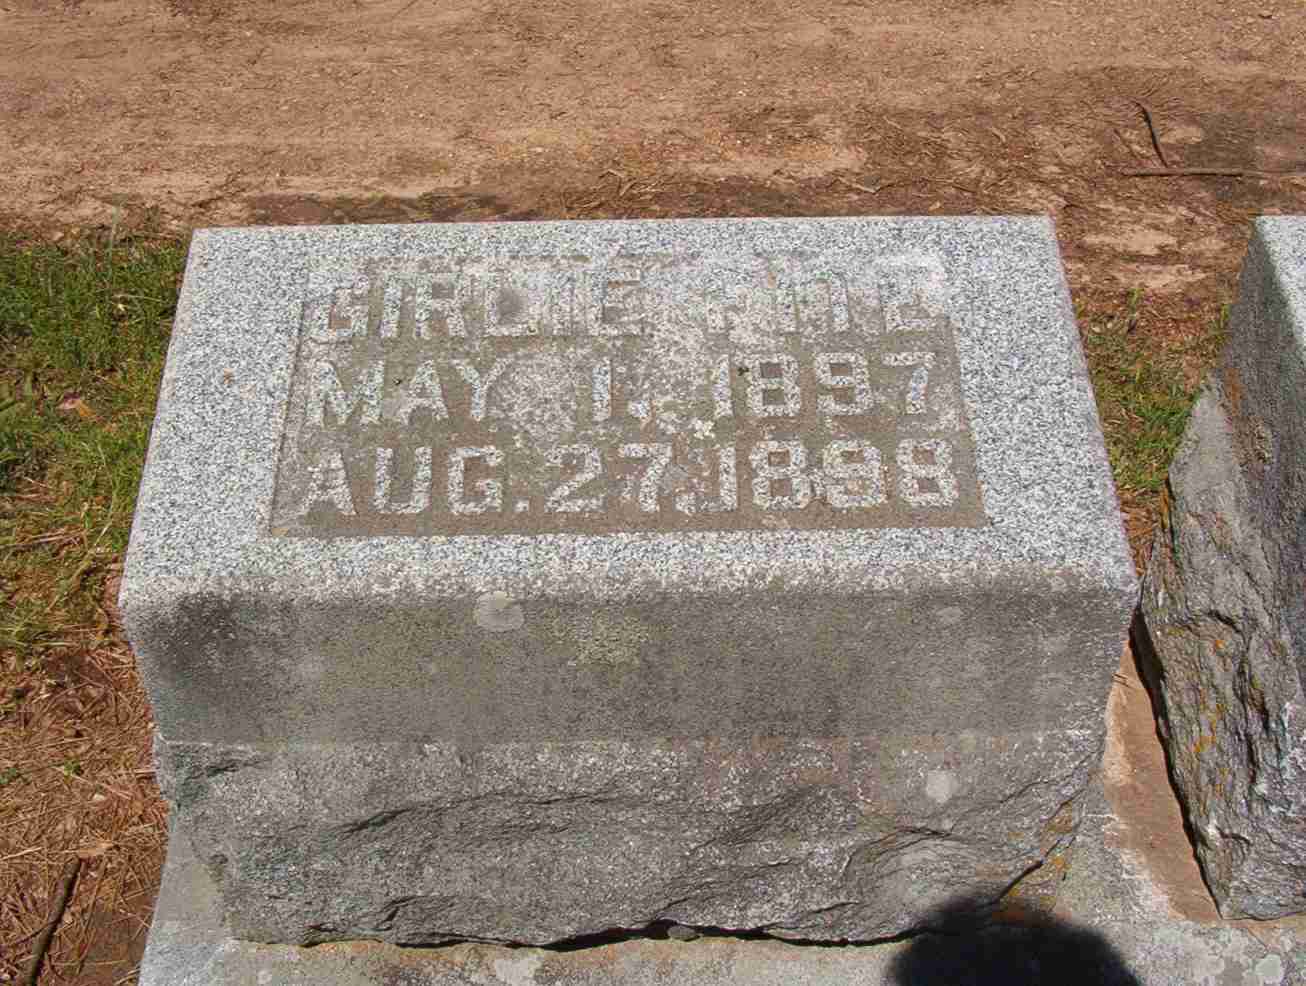 GIRLIE
MAY 1, 1897
AUG. 27, 1898